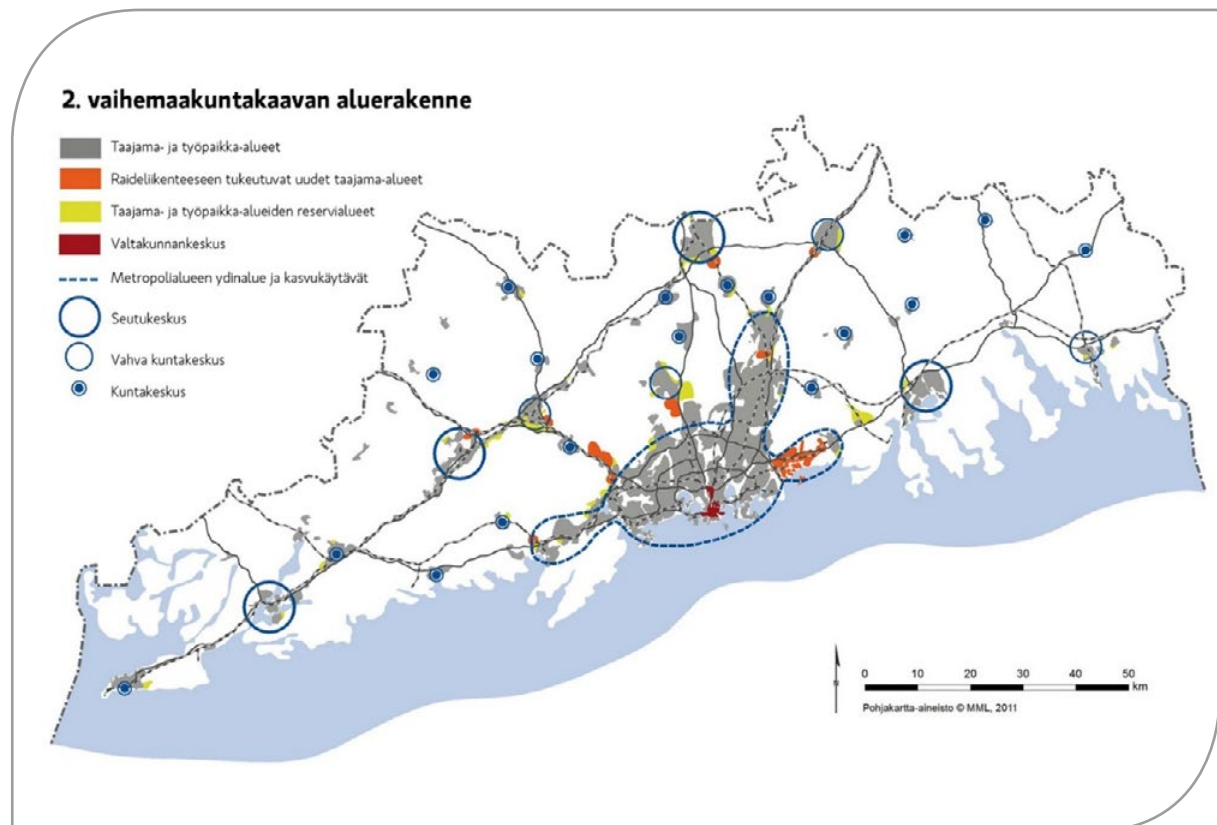 2. vaihemaakuntakaavan aluerakenne
Taajama- ja työpaikka-alueet
Raideliikenteeseen tukeutuvat uudet taajama-alueet
Taajama- ja työpaikka-alueiden reservialueet
Valtakunnankeskus
Metropolialueen ydinalue ja kasvukäytävät
Seutukeskus
Vahva kuntakeskus
Kuntakeskus
0 10 20 30 40 50
km
Pohjakartta-aineisto © MML, 2011